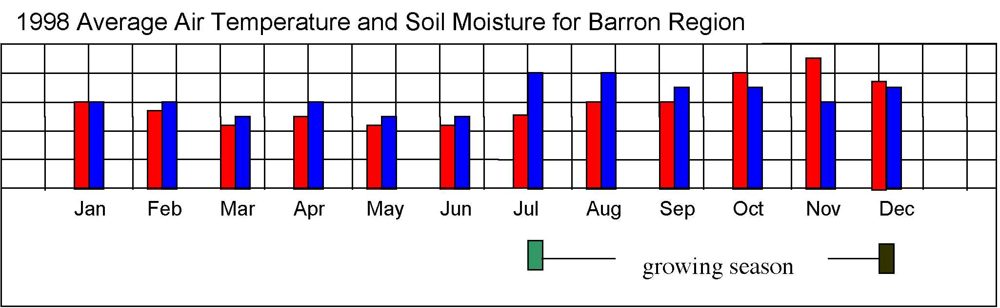 1998 Average Air Temperature and Soil Moisture for Barron Region
Jan Feb Mar Apr May Jun Jul Aug Sep Oct Nov Dec
growing season